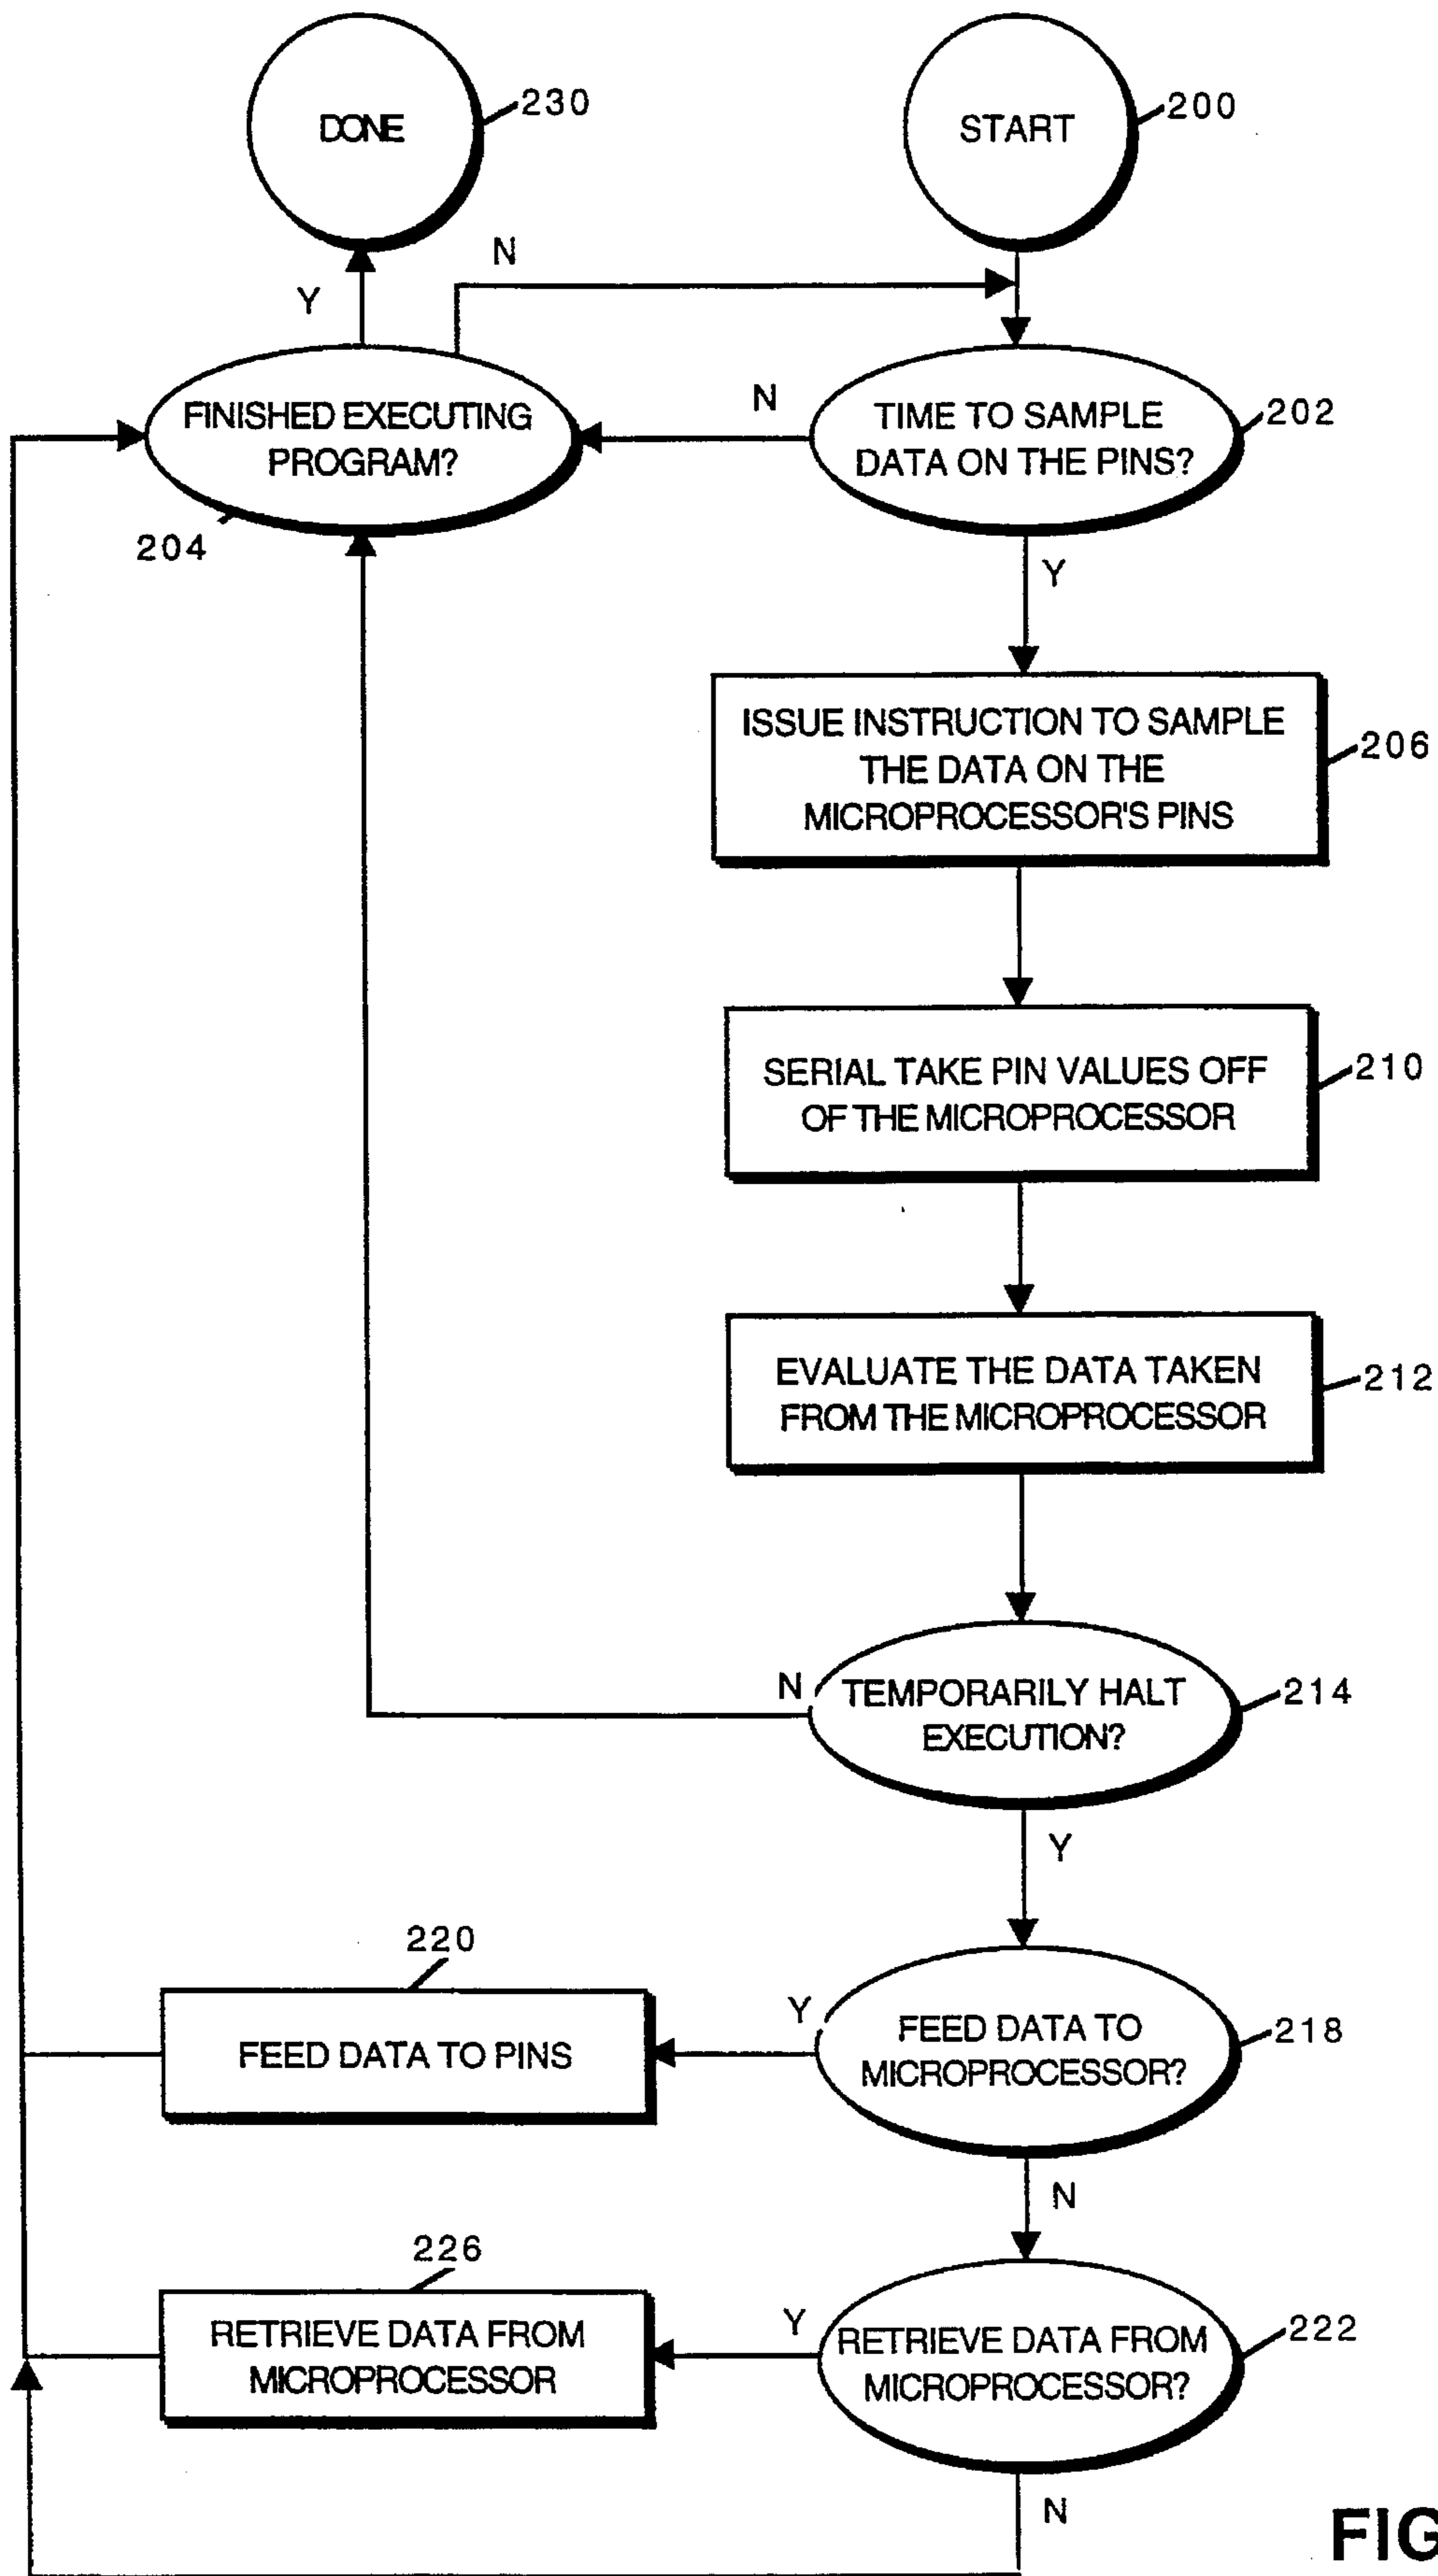 DONE
230
START
200
N
Y
FINISHED EXECUTING
PROGRAM?
204
N
TIME TO SAMPLE
DATA ON THE PINS?
202
Y
ISSUE INSTRUCTION TO SAMPLE
THE DATA ON THE
MICROPROCESSOR'S PINS
206
SERIAL TAKE PIN VALUES OFF
OF THE MICROPROCESSOR
210
EVALUATE THE DATA TAKEN
FROM THE MICROPROCESSOR
212
N
TEMPORARILY HALT
EXECUTION?
214
Y
220
FEED DATA TO PINS
Y
FEED DATA TO
MICROPROCESSOR?
218
N
226
RETRIEVE DATA FROM
MICROPROCESSOR
Y
RETRIEVE DATA FROM
MICROPROCESSOR?
222
N
FIG